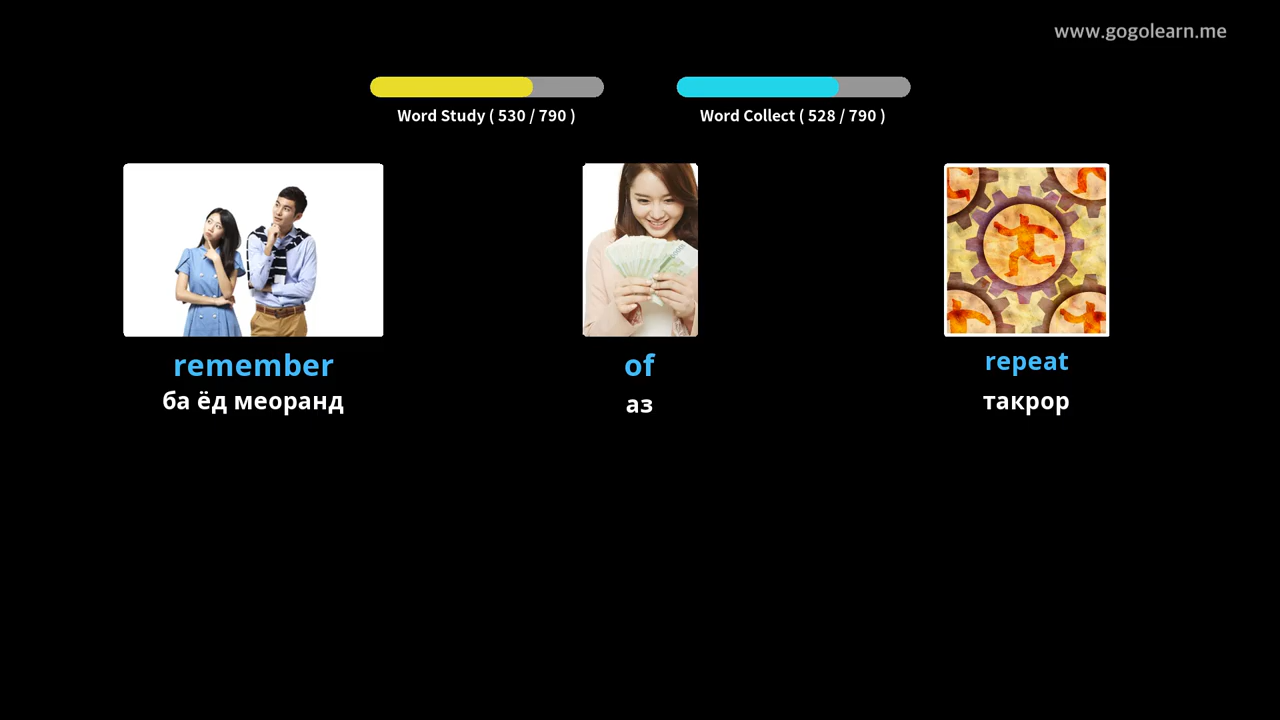 www.gogolearn.me
Word Study ( 530 / 790 )
Word Collect ( 528 / 790 )
remember
ба ёд меоранд
of
аз
repeat
такрор